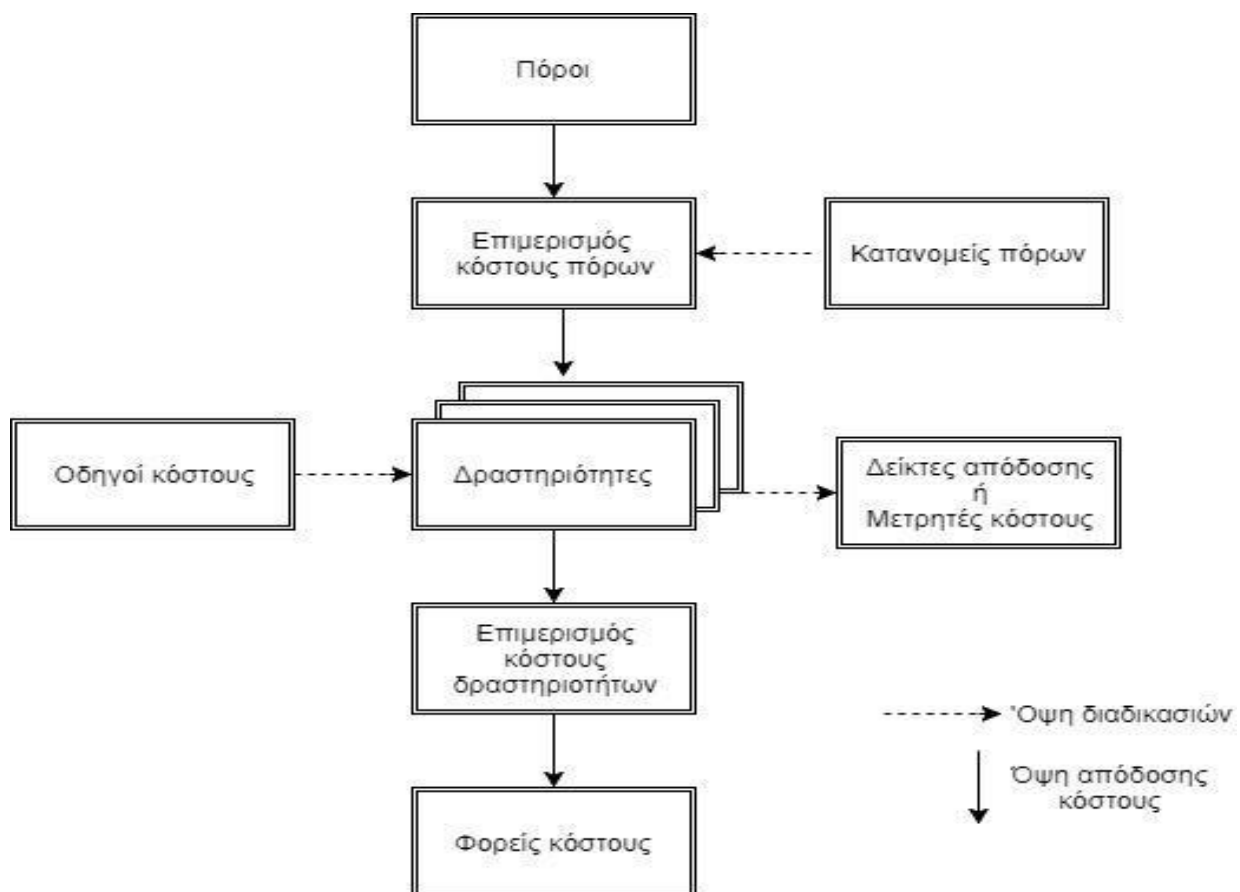 Πόροι
Επιμερισμός
κόστους πόρων
Κατανομείς πόρων
Οδηγοί κόστους
Δραστηριότητες
Δείκτες απόδοσης
ή
Μετρητές κόστους
Επιμερισμός
κόστους
δραστηριοτήτων
Όψη διαδικασιών
Όψη απόδοσης
κόστους
Φορείς κόστους